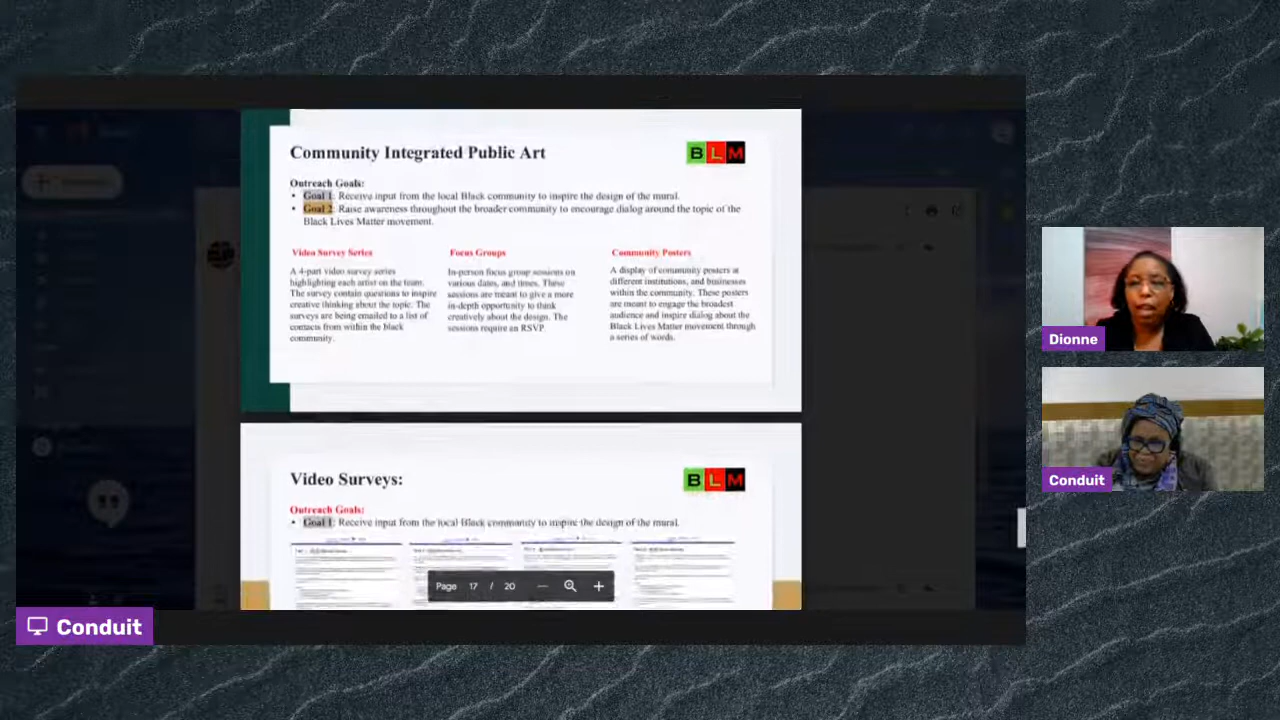 Community Integrated Public Art
BLM
Outreach Goals:
• Goal 1: Receive input from the local Black community to inspire the design of the mural.
• Goal 2: Raise awareness throughout the broader community to encourage dialog around the topic of the
Black Lives Matter movement.
Video Survey Series
A 4-part video survey series
highlighting each artist on the team.
The survey contain questions to inspire
creative thinking about the topic. The
surveys are being emailed to a list of
contacts from within the black
community.
Focus Groups
In-person focus group sessions on
various dates, and times. These
sessions are meant to give a more
in-depth opportunity to think
creatively about the design. The
sessions require an RSVP.
Community Posters
A display of community posters at
different institutions, and businesses
within the community. These posters
are meant to engage the broadest
audience and inspire dialog about the
Black Lives Matter movement through
a series of words.
Video Surveys:
BLM
Outreach Goals:
• Goal 1: Receive input from the local Black community to inspire the design of the mural.
Page 17 / 20
Conduit
Dionne
Conduit